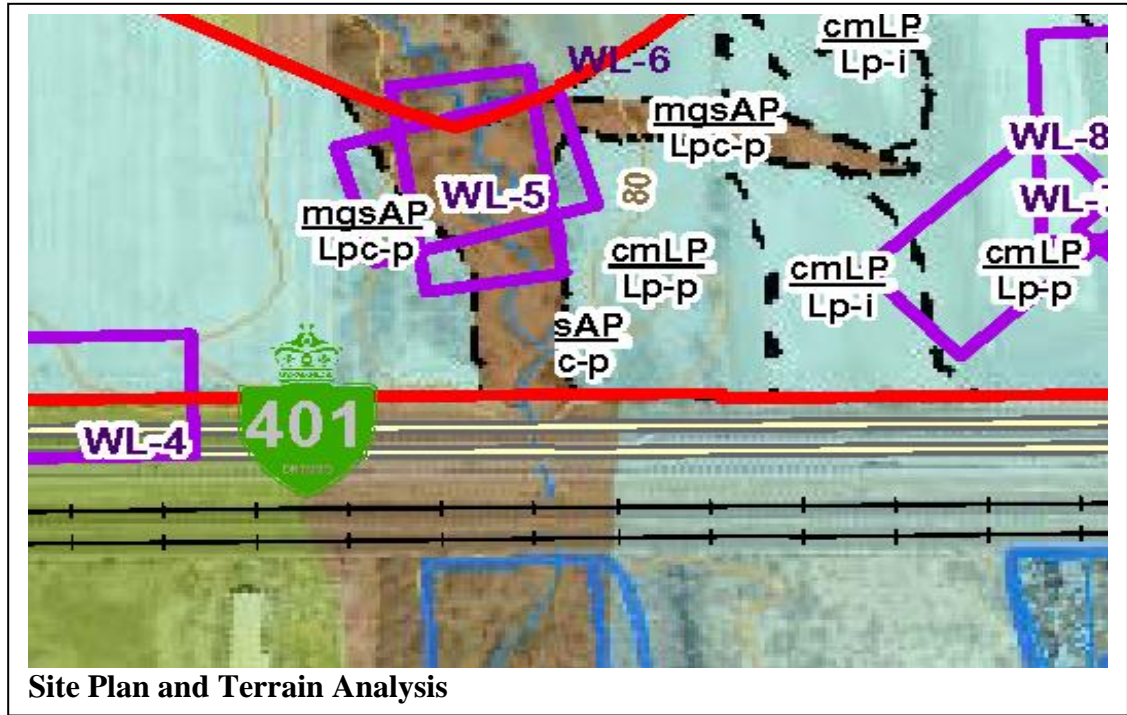 cmLP
Lp-i
WL-6
mgsAP
Lpc-p
WL-8
WL-5
80
WL-7
mgsAP
Lpc-p
cmLP
Lp-p
cmLP
Lp-i
cmLP
Lp-p
sAP
c-p
401
ONTARIO
WL-4
Site Plan and Terrain Analysis